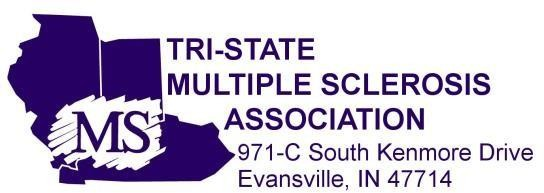 TRI-STATE
MULTIPLE SCLEROSIS
ASSOCIATION
MS
971-C South Kenmore Drive
Evansville, IN 47714